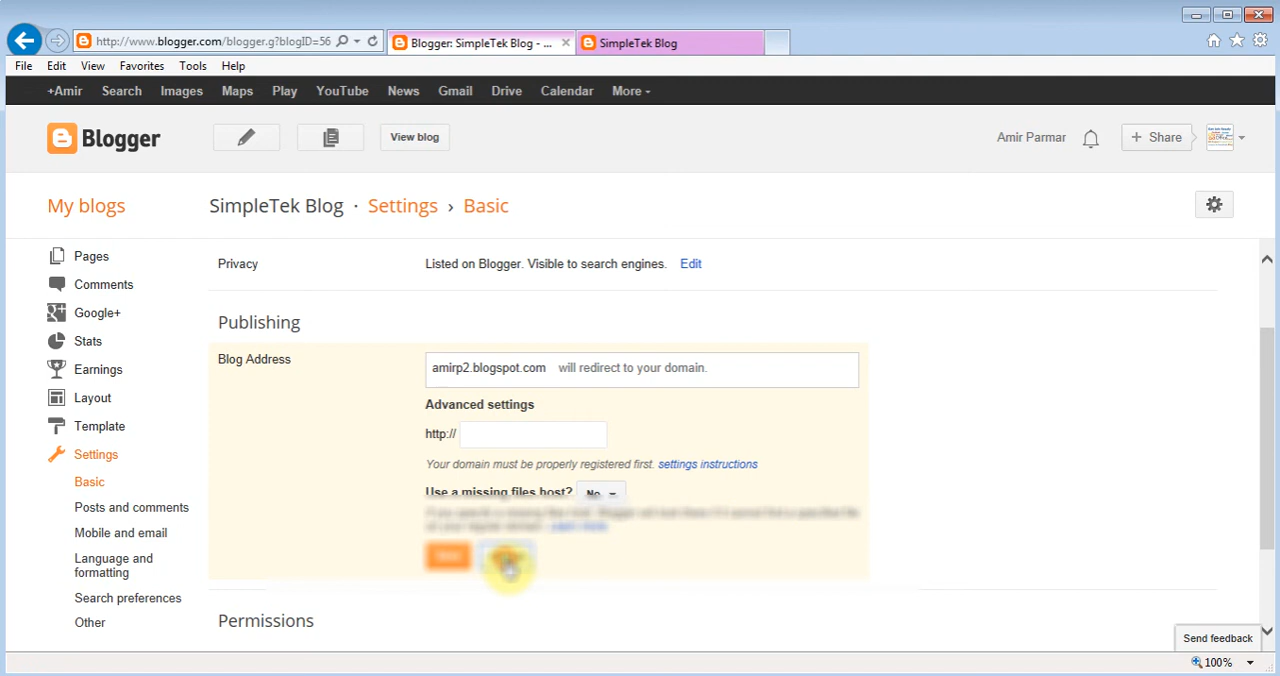 http://www.blogger.com/blogger.g?blogID=56
Blogger: SimpleTek Blog - ...
SimpleTek Blog
File Edit View Favorites Tools Help
+Amir Search Images Maps Play YouTube News Gmail Drive Calendar More
Blogger
View blog
Amir Parmar
+ Share
My blogs
SimpleTek Blog · Settings › Basic
Pages
Comments
Google+
Stats
Earnings
Layout
Template
Settings
Basic
Posts and comments
Mobile and email
Language and
formatting
Search preferences
Other
Privacy
Listed on Blogger. Visible to search engines. Edit
Publishing
Blog Address
amirp2.blogspot.com will redirect to your domain.
Advanced settings
http://
Your domain must be properly registered first. settings instructions
Use a missing files host? No
Permissions
Send feedback
100%